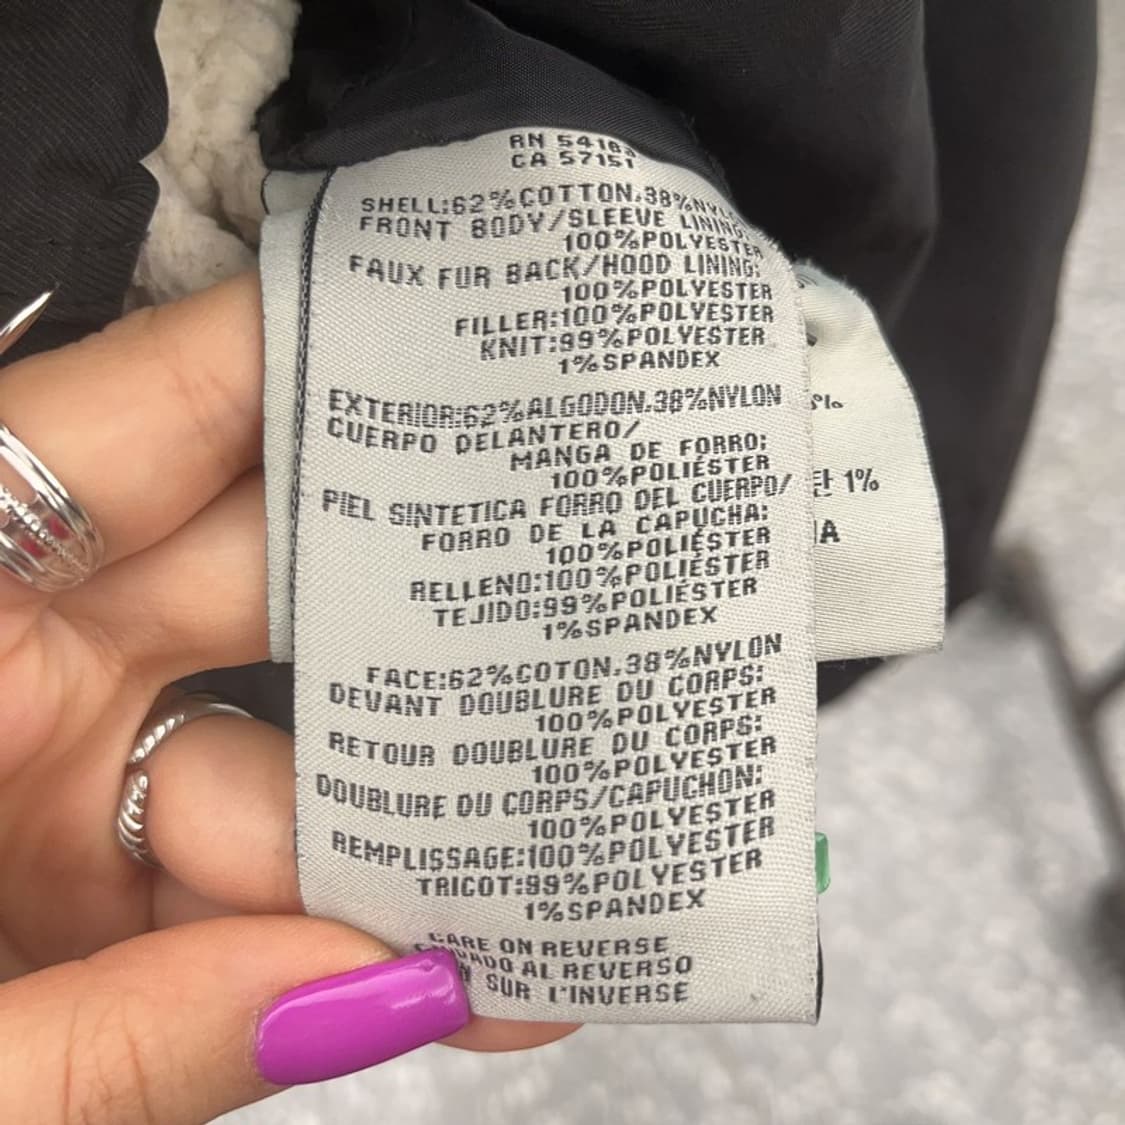 RN
CA 57151
SHELL:62%COTTON,38%NYLON
FRONT BODY/SLEEVE LINING:
100%POLYESTER
FAUX FUR BACK/HOOD LINING:
100%POLYESTER
FILLER:100%POLYESTER
KNIT:99%POLYESTER
1%SPANDEX
EXTERIOR:62%ALGODON,38%NYLON
CUERPO DELANTERO/
MANGA DE FORRO:
100%POLIÉSTER
PIEL SINTETICA FORRO DEL CUERPO/
FORRO DE LA CAPUCHA:
100%POLIÉSTER
RELLENO:100%POLIÉSTER
TEJIDO:99%POLIÉSTER
1%SPANDEX
FACE:62%COTON,38%NYLON
DEVANT DOUBLURE DU CORPS:
100%POLYESTER
RETOUR DOUBLURE DU CORPS:
100%POLYESTER
DOUBLURE DU CORPS/CAPUCHON:
100%POLYESTER
REMPLISSAGE:100%POLYESTER
TRICOT:99%POLYESTER
1%SPANDEX
CARE ON REVERSE
AL REVERSO
SUR L'INVERSE
1%